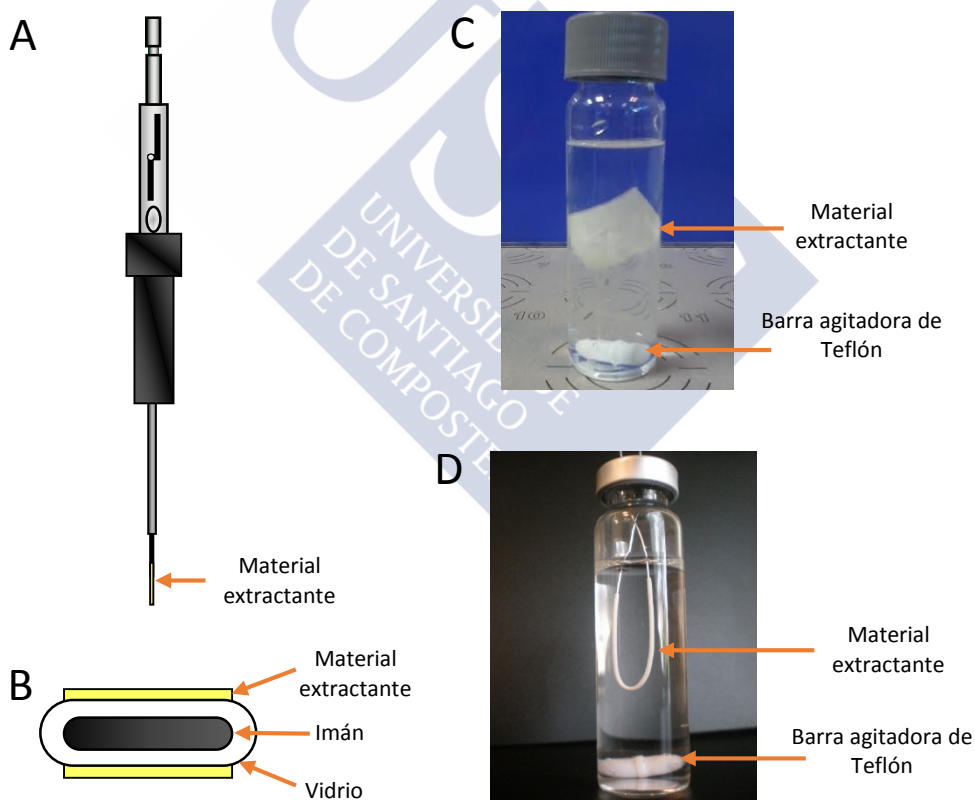 A
Material
extractante
B
Material
extractante
Imán
Vidrio
C
Material
extractante
Barra agitadora de
Teflón
D
Material
extractante
Barra agitadora de
Teflón
UNIVERSIDADE
DE SANTIAGO
DE COMPOSTELA